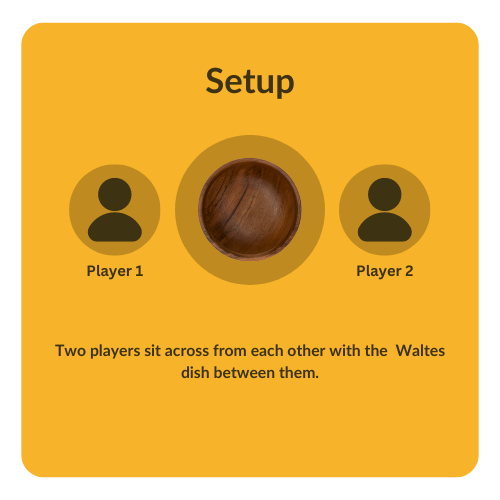 Setup
Player 1
Player 2
Two players sit across from each other with the  Waltes
dish between them.